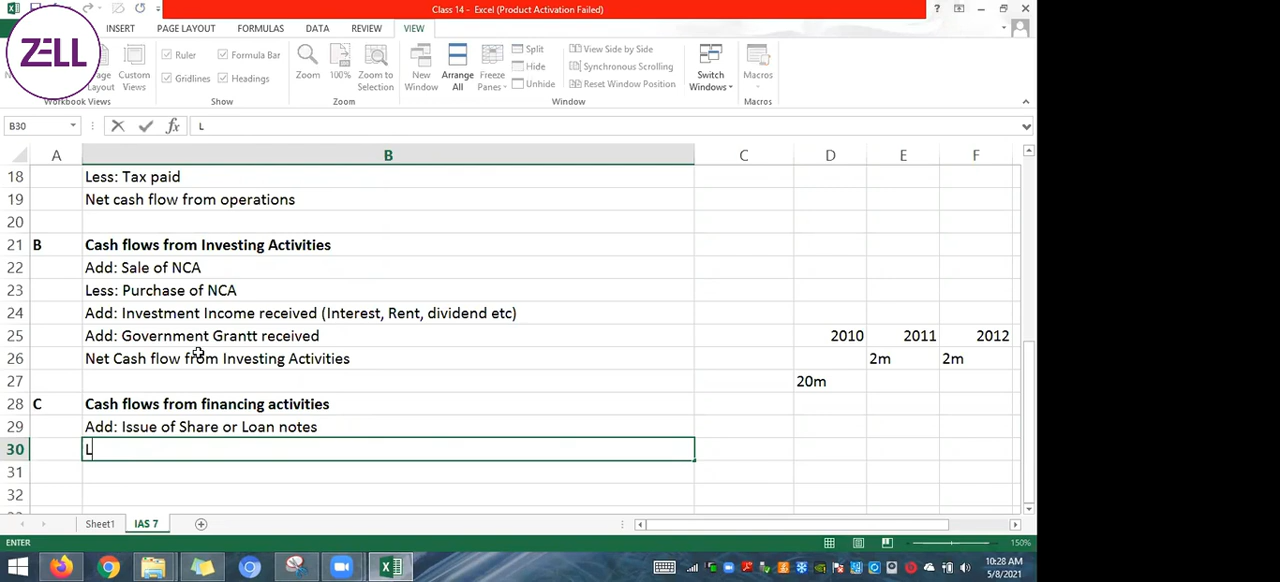 Class 14 - Excel (Product Activation Failed)
ZELL
INSERT PAGE LAYOUT FORMULAS DATA REVIEW VIEW
Page Layout
Custom Views
Workbook Views
Ruler Formula Bar
Gridlines Headings
Show
Zoom 100% Zoom to Selection
Zoom
New Window Arrange All Freeze Panes
Split
Hide
Unhide
View Side by Side
Synchronous Scrolling
Reset Window Position
Window
Switch Windows
Macros
Macros
B30 fx L
A B C D E F
18 Less: Tax paid
19 Net cash flow from operations
20
21 B Cash flows from Investing Activities
22 Add: Sale of NCA
23 Less: Purchase of NCA
24 Add: Investment Income received (Interest, Rent, dividend etc)
25 Add: Government Grantt received 2010 2011 2012
26 Net Cash flow from Investing Activities 2m 2m
27 20m
28 C Cash flows from financing activities
29 Add: Issue of Share or Loan notes
30 L
31
32
Sheet1 IAS 7
ENTER 150%
10:28 AM
5/8/2021